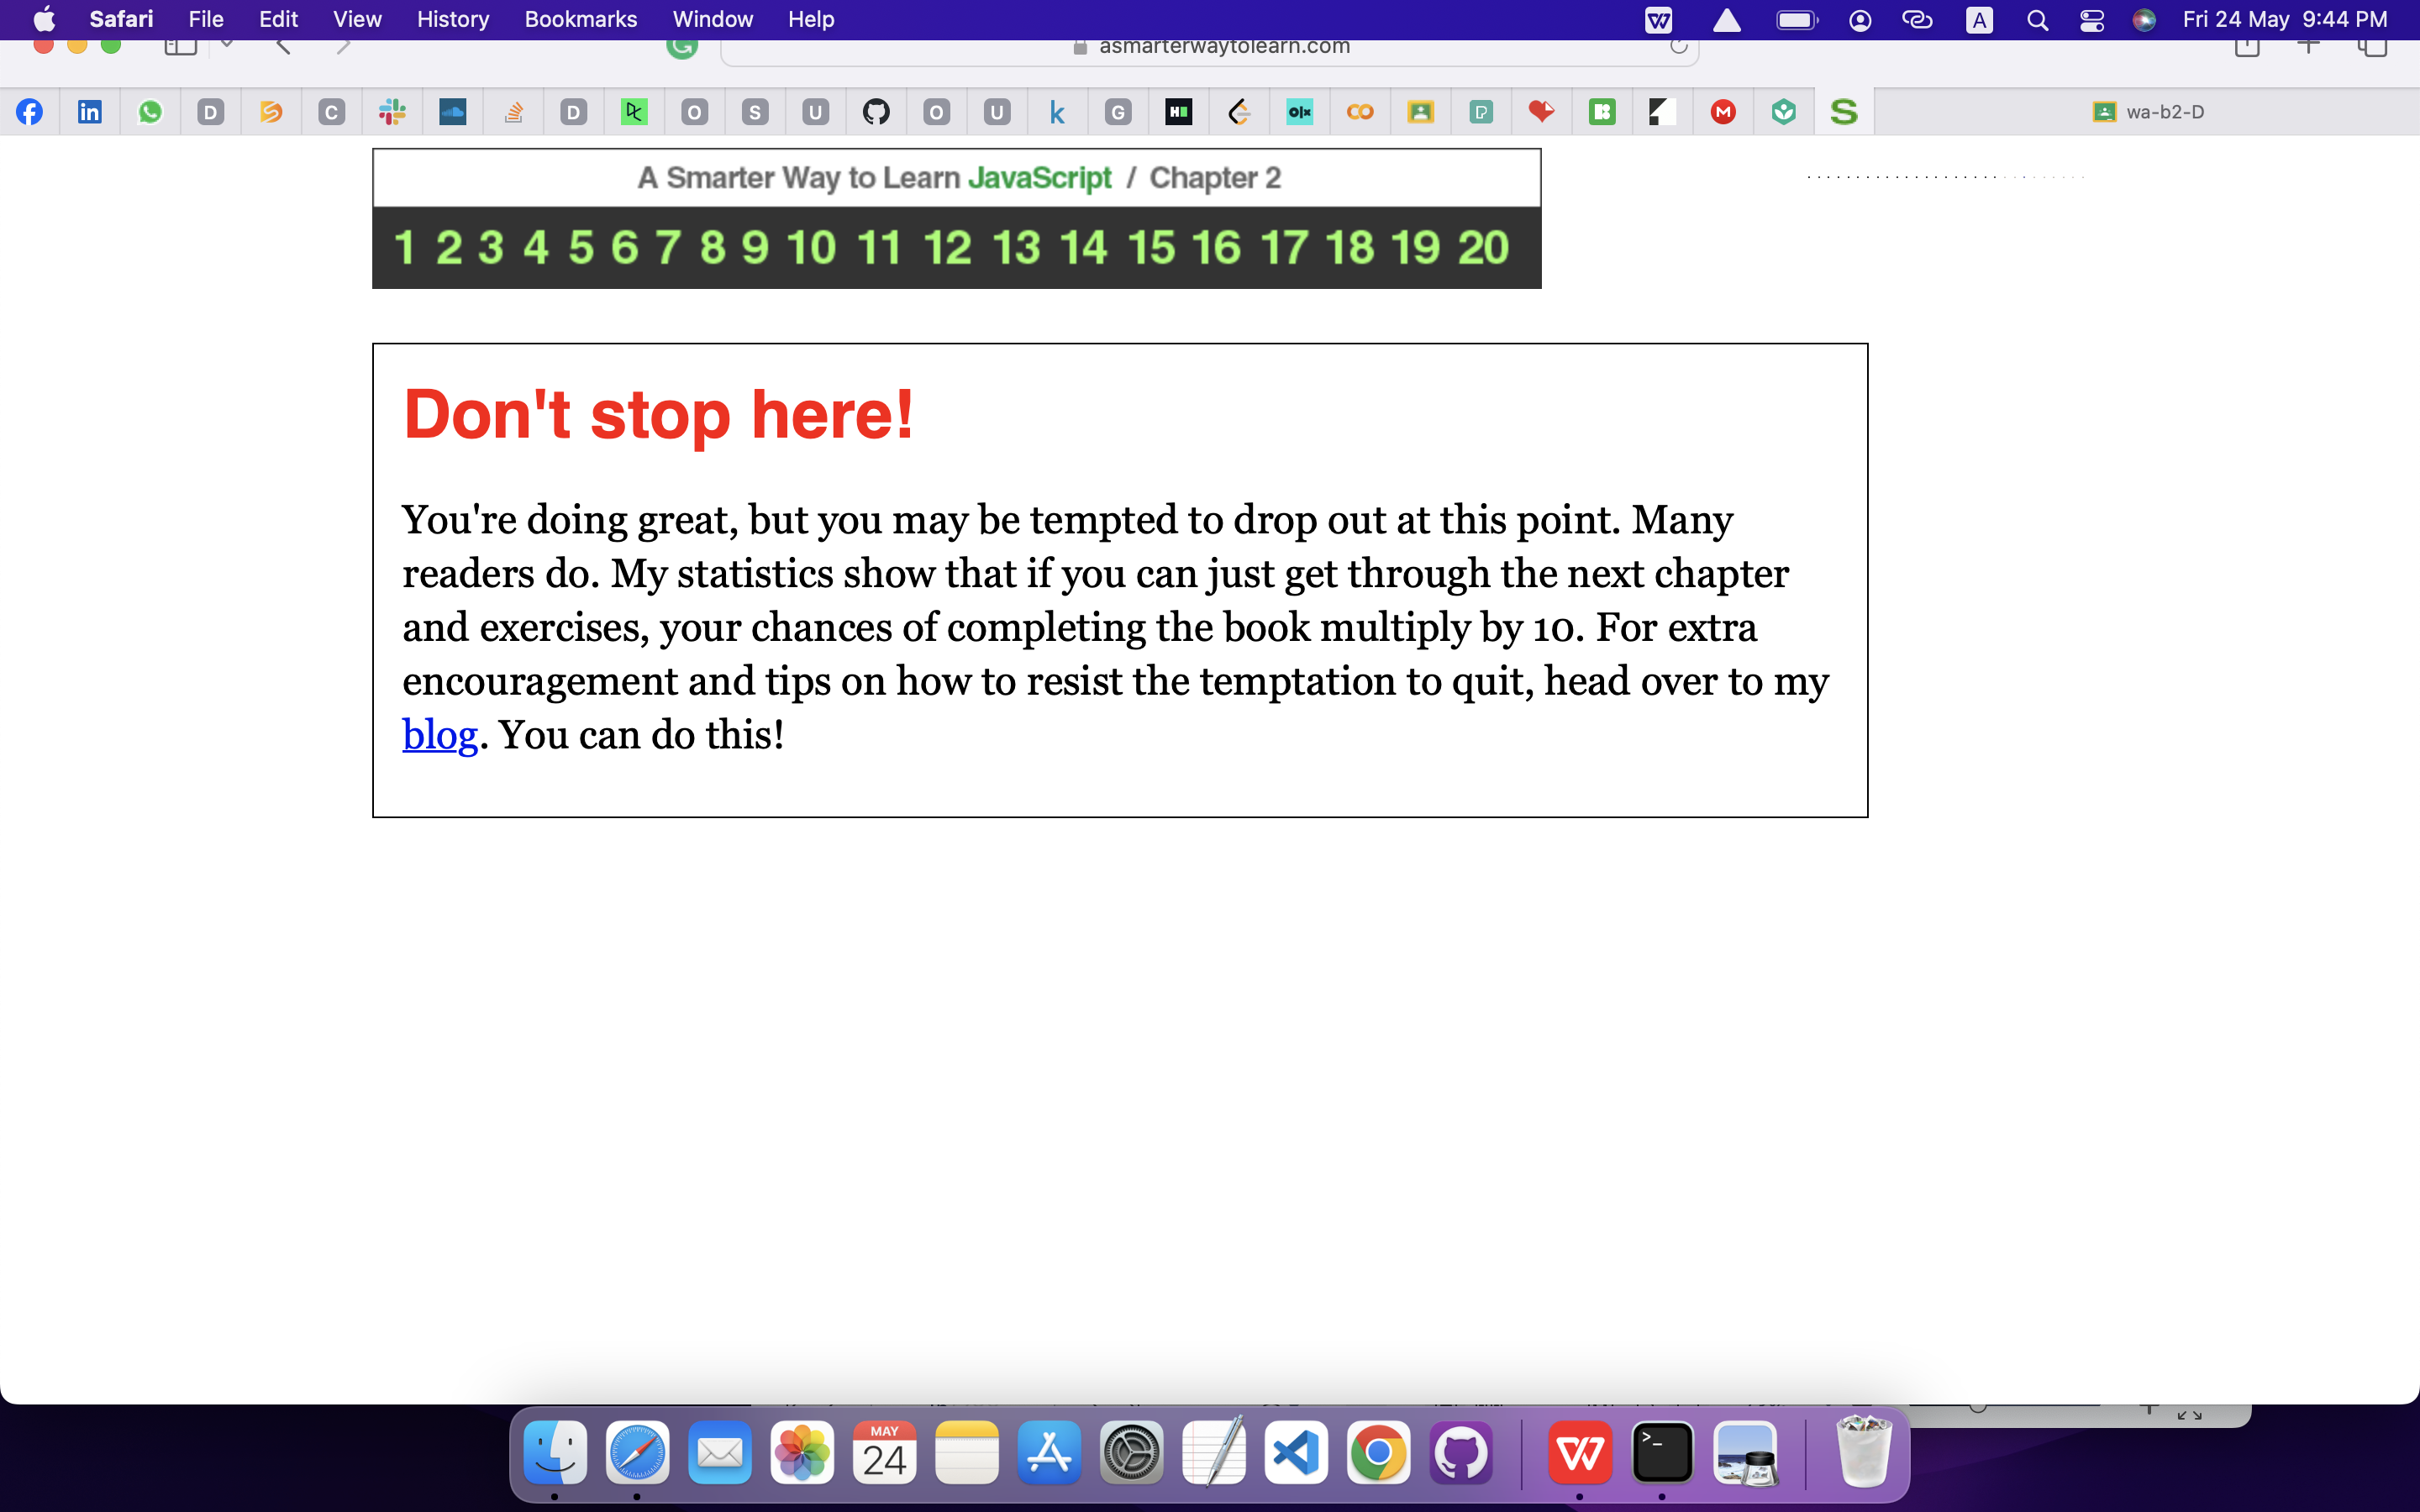 Safari File Edit View History Bookmarks Window Help A Fri 24 May 9:44 PM
asmarterwaytolearn.com
in D C D O S U O U k G H olx P M S wa-b2-D
A Smarter Way to Learn JavaScript / Chapter 2
1 2 3 4 5 6 7 8 9 10 11 12 13 14 15 16 17 18 19 20
Don't stop here!
You're doing great, but you may be tempted to drop out at this point. Many
readers do. My statistics show that if you can just get through the next chapter
and exercises, your chances of completing the book multiply by 10. For extra
encouragement and tips on how to resist the temptation to quit, head over to my
blog. You can do this!
MAY
24